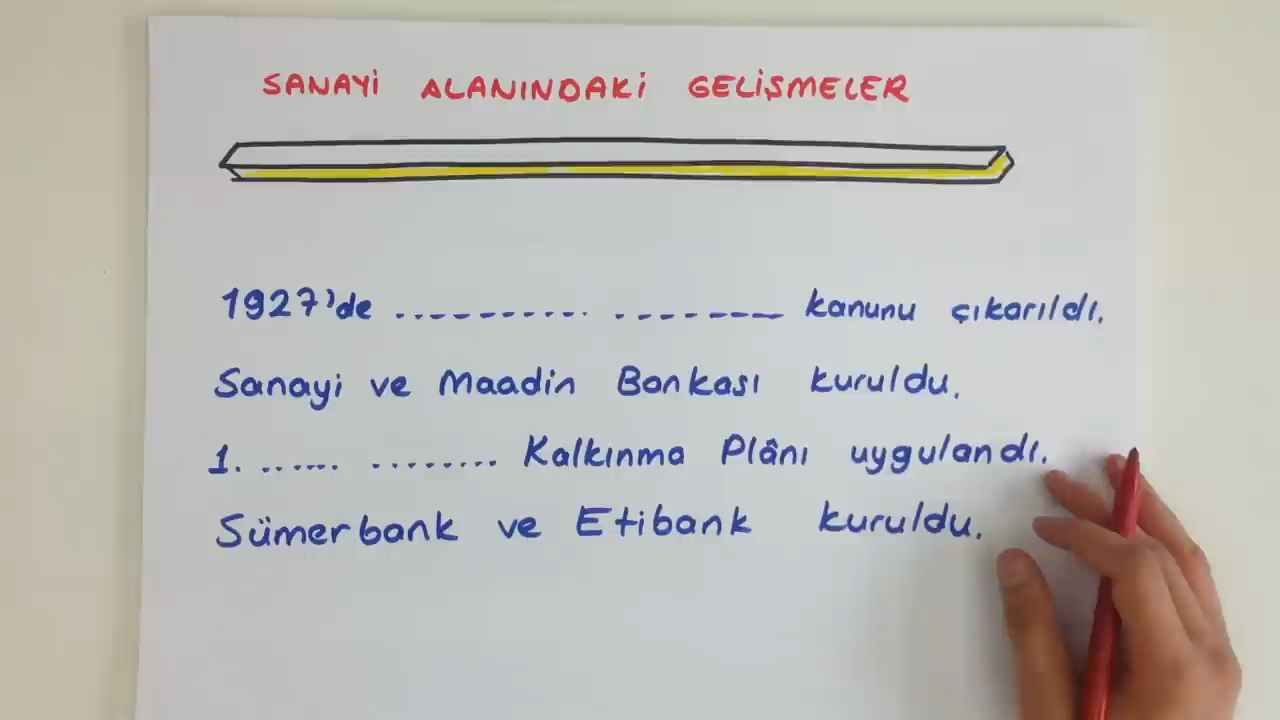 SANAYİ ALANINDAKİ GELİŞMELER
1927'de .......... ........ kanunu çıkarıldı.
Sanayi ve Maadin Bankası kuruldu.
1. ...... ........ Kalkınma Plânı uygulandı.
Sümerbank ve Etibank kuruldu.